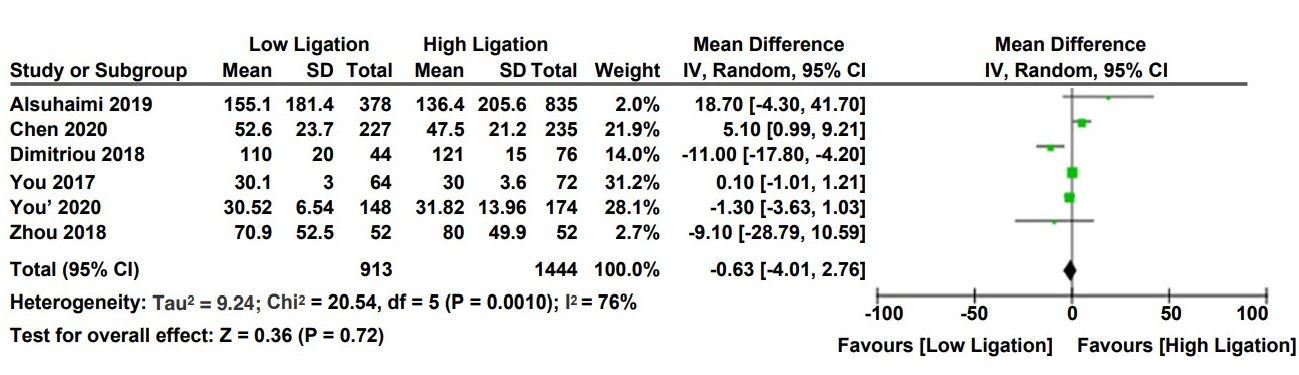 Low Ligation High Ligation Mean Difference Mean Difference
Study or Subgroup Mean SD Total Mean SD Total Weight IV, Random, 95% CI IV, Random, 95% CI
Alsuhaimi 2019 155.1 181.4 378 136.4 205.6 835 2.0% 18.70 [-4.30, 41.70]
Chen 2020 52.6 23.7 227 47.5 21.2 235 21.9% 5.10 [0.99, 9.21]
Dimitriou 2018 110 20 44 121 15 76 14.0% -11.00 [-17.80, -4.20]
You 2017 30.1 3 64 30 3.6 72 31.2% 0.10 [-1.01, 1.21]
You’ 2020 30.52 6.54 148 31.82 13.96 174 28.1% -1.30 [-3.63, 1.03]
Zhou 2018 70.9 52.5 52 80 49.9 52 2.7% -9.10 [-28.79, 10.59]
Total (95% CI) 913 1444 100.0% -0.63 [-4.01, 2.76]
Heterogeneity: Tau² = 9.24; Chi² = 20.54, df = 5 (P = 0.0010); I² = 76%
Test for overall effect: Z = 0.36 (P = 0.72)
-100 -50 0 50 100
Favours [Low Ligation] Favours [High Ligation]